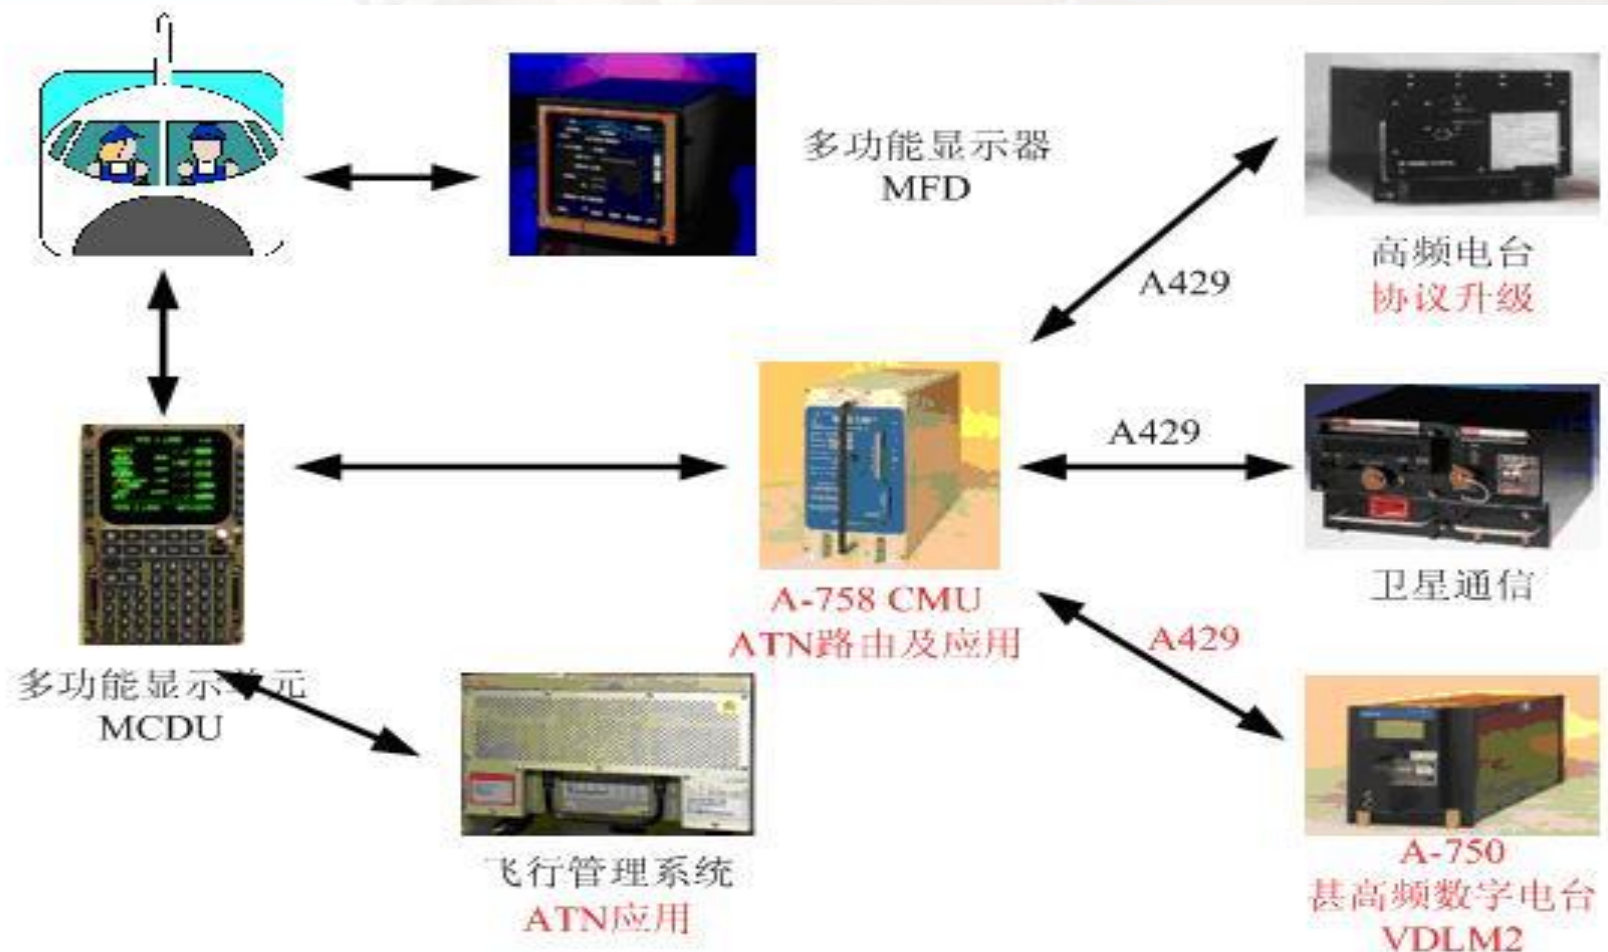 多功能显示器
MFD
A429
高频电台
协议升级
A429
卫星通信
A-758 CMU
ATN路由及应用
A429
多功能显示单元
MCDU
飞行管理系统
ATN应用
A-750
甚高频数字电台
VDLM2